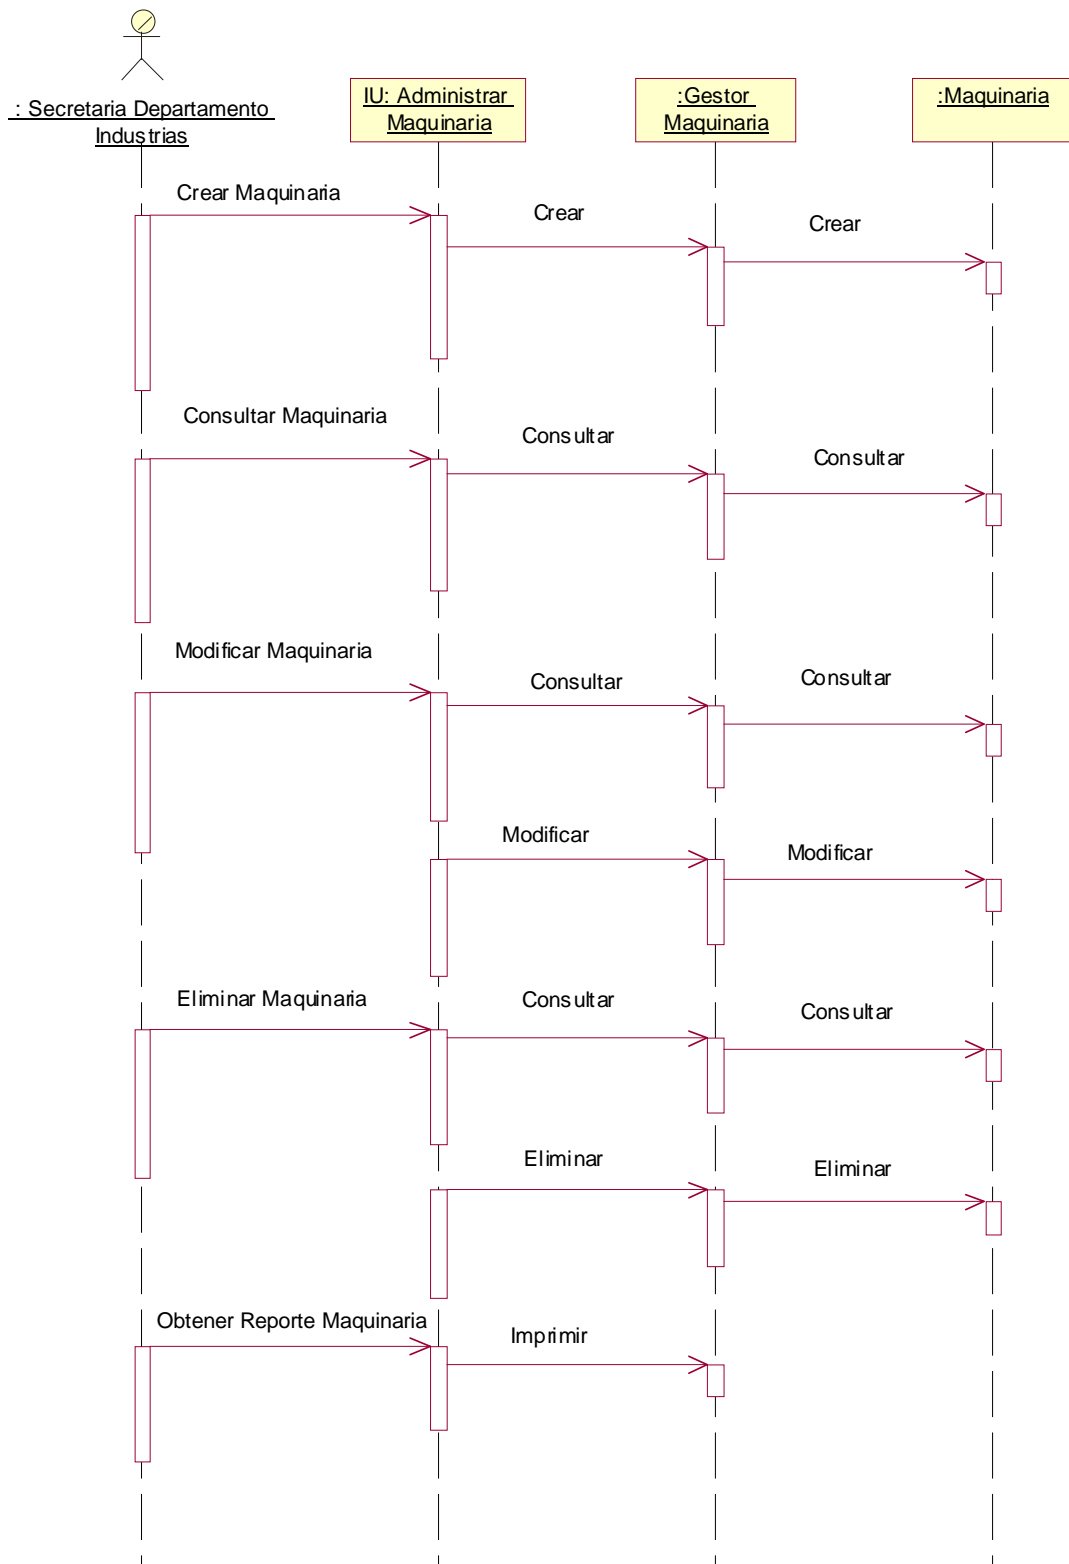 : Secretaria Departamento
Industrias
IU: Administrar
Maquinaria
:Gestor
Maquinaria
:Maquinaria
Crear Maquinaria
Crear
Crear
Consultar Maquinaria
Consultar
Consultar
Modificar Maquinaria
Consultar
Consultar
Modificar
Modificar
Eliminar Maquinaria
Consultar
Consultar
Eliminar
Eliminar
Obtener Reporte Maquinaria
Imprimir